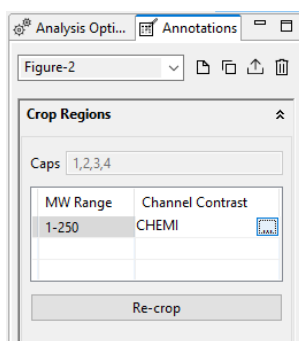 Analysis Opti... Annotations
Figure-2
Crop Regions
Caps 1,2,3,4
MW Range Channel Contrast
1-250 CHEMI ...
Re-crop